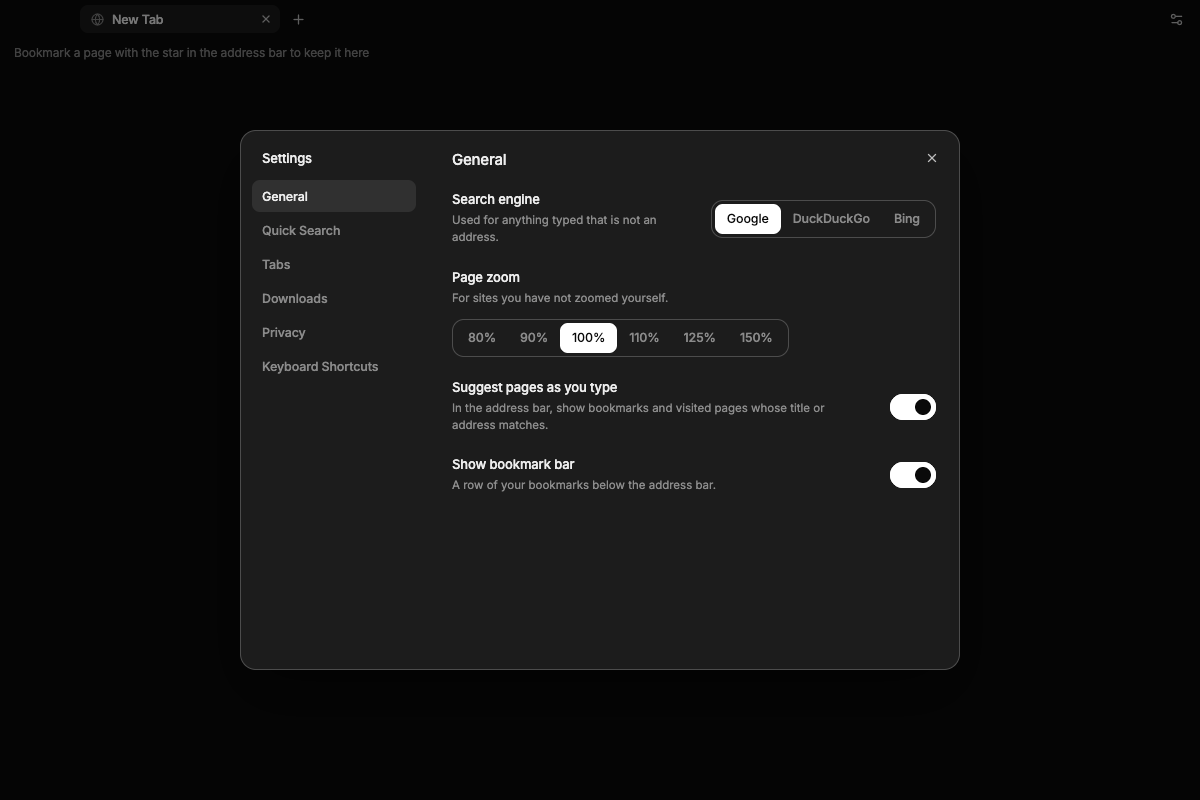 New Tab
Bookmark a page with the star in the address bar to keep it here
Settings
General
Quick Search
Tabs
Downloads
Privacy
Keyboard Shortcuts
General
Search engine
Used for anything typed that is not an
address.
Google DuckDuckGo Bing
Page zoom
For sites you have not zoomed yourself.
80% 90% 100% 110% 125% 150%
Suggest pages as you type
In the address bar, show bookmarks and visited pages whose title or
address matches.
Show bookmark bar
A row of your bookmarks below the address bar.